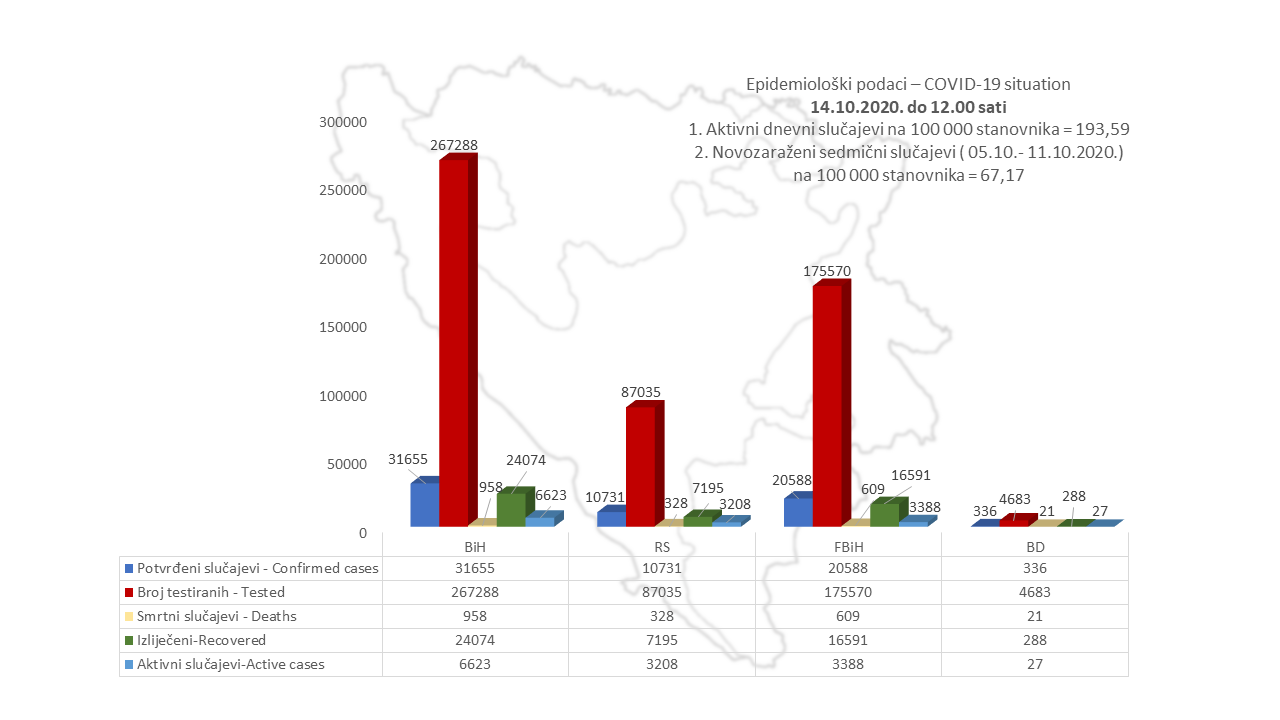 Epidemiološki podaci – COVID-19 situation
14.10.2020. do 12.00 sati
1. Aktivni dnevni slučajevi na 100 000 stanovnika = 193,59
2. Novozaraženi sedmični slučajevi ( 05.10.- 11.10.2020.)
na 100 000 stanovnika = 67,17
300000
250000
200000
150000
100000
50000
0
31655
267288
958
24074
6623
10731
87035
328
7195
3208
20588
175570
609
16591
3388
336
4683
21
288
27
BiH RS FBiH BD
Potvrđeni slučajevi - Confirmed cases 31655 10731 20588 336
Broj testiranih - Tested 267288 87035 175570 4683
Smrtni slučajevi - Deaths 958 328 609 21
Izliječeni-Recovered 24074 7195 16591 288
Aktivni slučajevi-Active cases 6623 3208 3388 27